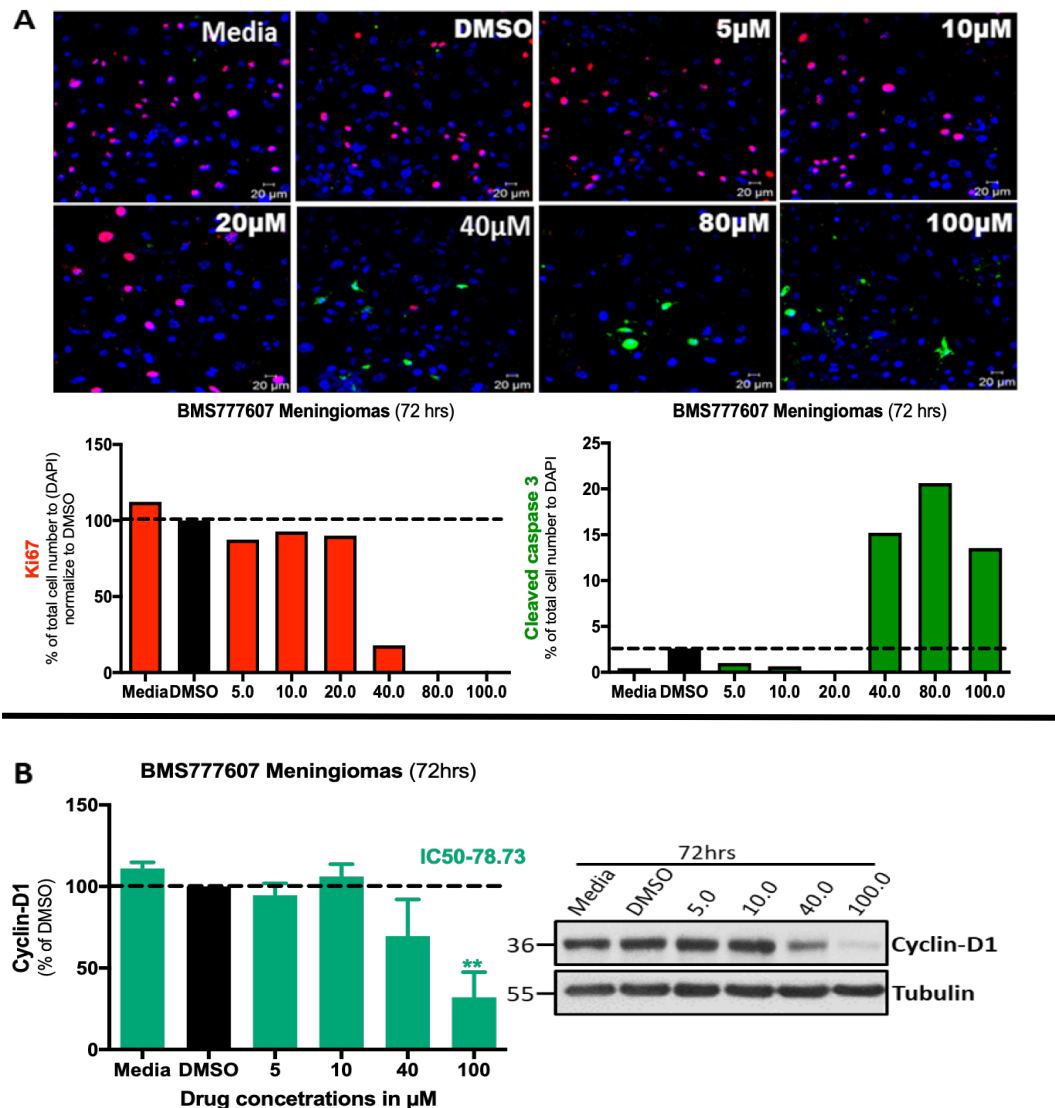 A
Media
DMSO
5µM
10µM
20 µm
20 µm
20 µm
20 µm
20µM
40µM
80µM
100µM
20 µm
20 µm
20 µm
20 µm
BMS777607 Meningiomas (72 hrs)
Ki67
% of total cell number to (DAPI)
normalize to DMSO
150
100
50
0
Media DMSO 5.0 10.0 20.0 40.0 80.0 100.0
BMS777607 Meningiomas (72 hrs)
Cleaved caspase 3
% of total cell number to DAPI
25
20
15
10
5
0
Media DMSO 5.0 10.0 20.0 40.0 80.0 100.0
B
BMS777607 Meningiomas (72hrs)
Cyclin-D1
(% of DMSO)
150
100
50
0
IC50-78.73
**
Media DMSO 5 10 40 100
Drug concetrations in µM
72hrs
Media DMSO 5.0 10.0 40.0 100.0
36 Cyclin-D1
55 Tubulin